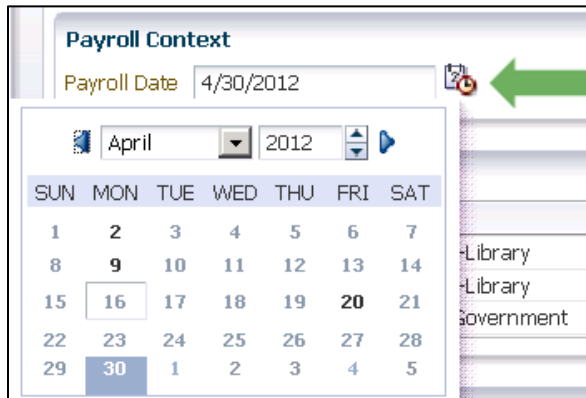 Payroll Context
Payroll Date 4/30/2012
April 2012
SUN MON TUE WED THU FRI SAT
1 2 3 4 5 6 7
8 9 10 11 12 13 14
15 16 17 18 19 20 21
22 23 24 25 26 27 28
29 30 1 2 3 4 5
-Library
-Library
Government